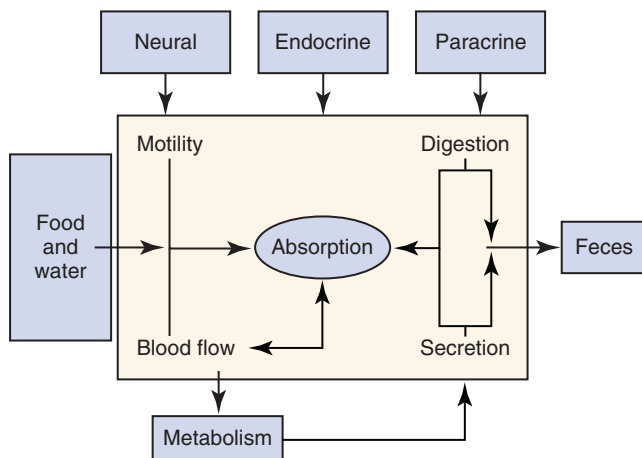 Neural
Endocrine
Paracrine
Motility
Digestion
Food
and
water
Absorption
Feces
Blood flow
Secretion
Metabolism